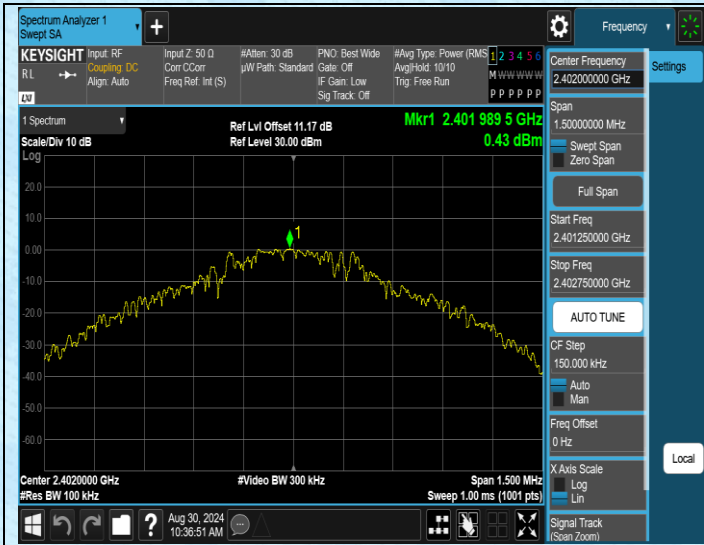 Spectrum Analyzer 1
Swept SA
+
Frequency
KEYSIGHT
RL
LXI
Input: RF
Coupling: DC
Align: Auto
Input Z: 50 Ω
Corr CCorr
Freq Ref: Int (S)
#Atten: 30 dB
µW Path: Standard
PNO: Best Wide
Gate: Off
IF Gain: Low
Sig Track: Off
#Avg Type: Power (RMS
Avg|Hold: 10/10
Trig: Free Run
1 2 3 4 5 6
M W W W W W
P P P P P P
1 Spectrum
Scale/Div 10 dB
Log
Ref Lvl Offset 11.17 dB
Ref Level 30.00 dBm
Mkr1 2.401 989 5 GHz
0.43 dBm
20.0
10.0
0.00
-10.0
-20.0
-30.0
-40.0
-50.0
-60.0
1
Center 2.4020000 GHz
#Res BW 100 kHz
#Video BW 300 kHz
Span 1.500 MHz
Sweep 1.00 ms (1001 pts)
?
Aug 30, 2024
10:36:51 AM
Center Frequency
2.402000000 GHz
Span
1.50000000 MHz
Swept Span
Zero Span
Full Span
Start Freq
2.401250000 GHz
Stop Freq
2.402750000 GHz
AUTO TUNE
CF Step
150.000 kHz
Auto
Man
Freq Offset
0 Hz
X Axis Scale
Log
Lin
Signal Track
(Span Zoom)
Settings
Local